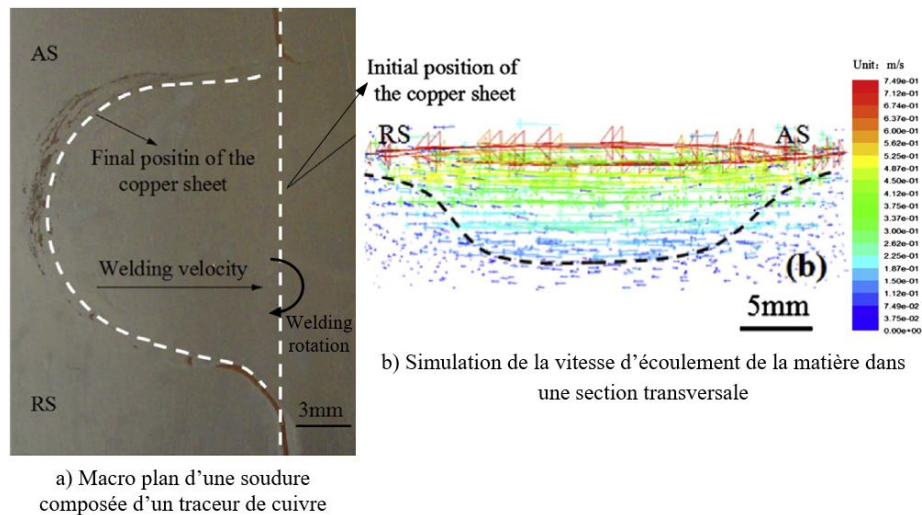 AS
Initial position of
the copper sheet
Final positin of the
copper sheet
Welding velocity
Welding
rotation
RS
3mm
a) Macro plan d'une soudure
composée d'un traceur de cuivre
Unit: m/s
RS
AS
7.49e-01
7.12e-01
6.74e-01
6.37e-01
5.99e-01
5.62e-01
5.25e-01
4.87e-01
4.50e-01
4.12e-01
3.75e-01
3.37e-01
3.00e-01
2.62e-01
2.25e-01
1.87e-01
1.50e-01
1.12e-01
7.49e-02
3.75e-02
0.00e+00
(b)
5mm
b) Simulation de la vitesse d'écoulement de la matière dans
une section transversale